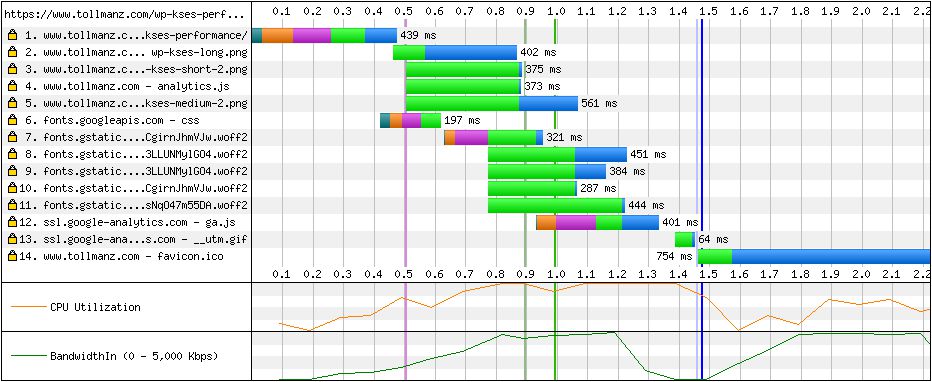 https://www.tollmanz.com/wp-kses-perf...
0.1 0.2 0.3 0.4 0.5 0.6 0.7 0.8 0.9 1.0 1.1 1.2 1.3 1.4 1.5 1.6 1.7 1.8 1.9 2.0 2.1 2.2
1. www.tollmanz.c...kses-performance/ 439 ms
2. www.tollmanz.c... wp-kses-long.png 402 ms
3. www.tollmanz.c...-kses-short-2.png 375 ms
4. www.tollmanz.com - analytics.js 373 ms
5. www.tollmanz.c...kses-medium-2.png 561 ms
6. fonts.googleapis.com - css 197 ms
7. fonts.gstatic....CgirnJhmVJw.woff2 321 ms
8. fonts.gstatic....3LLUNMylGO4.woff2 451 ms
9. fonts.gstatic....3LLUNMylGO4.woff2 384 ms
10. fonts.gstatic....CgirnJhmVJw.woff2 287 ms
11. fonts.gstatic....sNqO47m55DA.woff2 444 ms
12. ssl.google-analytics.com - ga.js 401 ms
13. ssl.google-ana...s.com - __utm.gif 64 ms
14. www.tollmanz.com - favicon.ico 754 ms
0.1 0.2 0.3 0.4 0.5 0.6 0.7 0.8 0.9 1.0 1.1 1.2 1.3 1.4 1.5 1.6 1.7 1.8 1.9 2.0 2.1 2.2
CPU Utilization
BandwidthIn (0 - 5,000 Kbps)